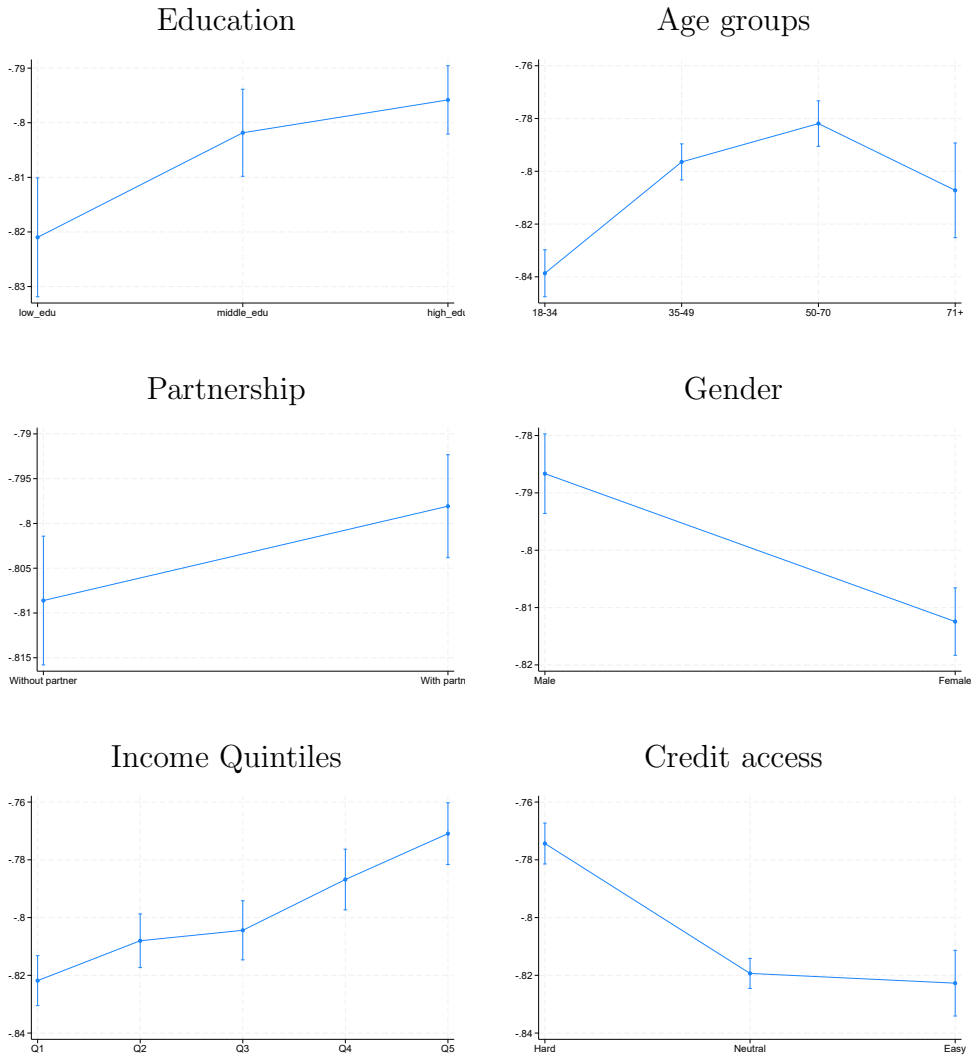 Education
-.79
-.8
-.81
-.82
-.83
low_edu middle_edu high_edu
Age groups
-.76
-.78
-.8
-.82
-.84
18-34 35-49 50-70 71+
Partnership
-.79
-.795
-.8
-.805
-.81
-.815
Without partner With partn
Gender
-.78
-.79
-.8
-.81
-.82
Male Female
Income Quintiles
-.76
-.78
-.8
-.82
-.84
Q1 Q2 Q3 Q4 Q5
Credit access
-.76
-.78
-.8
-.82
-.84
Hard Neutral Easy